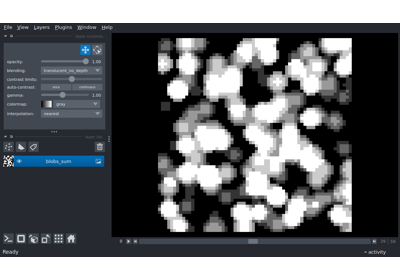 File View Layers Plugins Window Help
opacity: 1.00
blending: translucent_no_depth
contrast limits:
auto-contrast: once continuous
gamma: 1.00
colormap: gray
interpolation: nearest
blobs_sum
Ready
activity